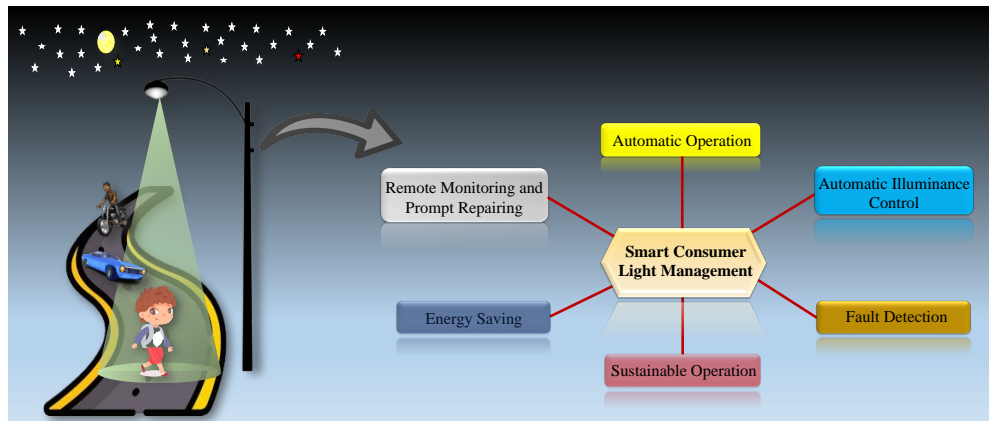 Automatic Operation
Remote Monitoring and
Prompt Repairing
Automatic Illuminance
Control
Smart Consumer
Light Management
Energy Saving
Fault Detection
Sustainable Operation